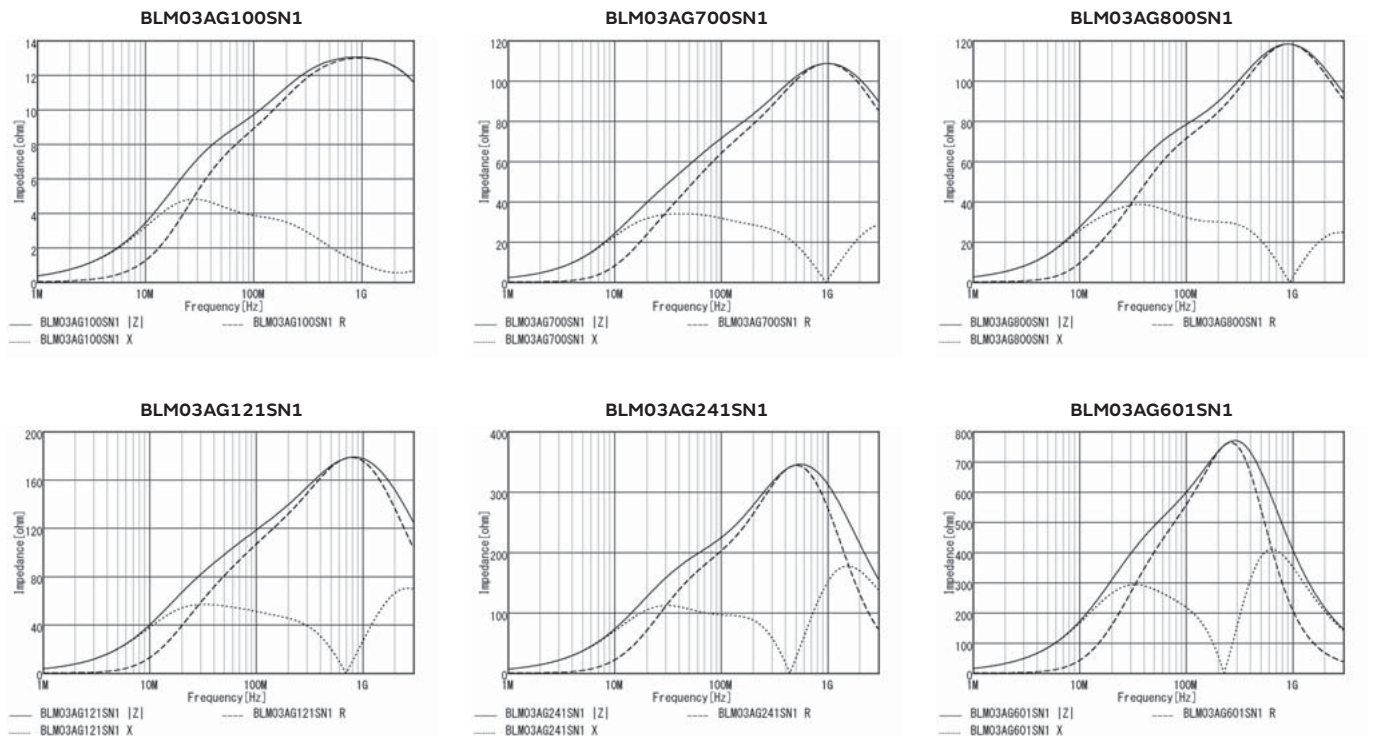 BLM03AG100SN1
14
12
10
8
6
4
2
0
Impedance[ohm]
1M 10M 100M 1G
Frequency[Hz]
BLM03AG100SN1 |Z| BLM03AG100SN1 R
BLM03AG100SN1 X
BLM03AG700SN1
120
100
80
60
40
20
0
Impedance[ohm]
1M 10M 100M 1G
Frequency[Hz]
BLM03AG700SN1 |Z| BLM03AG700SN1 R
BLM03AG700SN1 X
BLM03AG800SN1
120
100
80
60
40
20
0
Impedance[ohm]
1M 10M 100M 1G
Frequency[Hz]
BLM03AG800SN1 |Z| BLM03AG800SN1 R
BLM03AG800SN1 X
BLM03AG121SN1
200
160
120
80
40
0
Impedance[ohm]
1M 10M 100M 1G
Frequency[Hz]
BLM03AG121SN1 |Z| BLM03AG121SN1 R
BLM03AG121SN1 X
BLM03AG241SN1
400
300
200
100
0
Impedance[ohm]
1M 10M 100M 1G
Frequency[Hz]
BLM03AG241SN1 |Z| BLM03AG241SN1 R
BLM03AG241SN1 X
BLM03AG601SN1
800
700
600
500
400
300
200
100
0
Impedance[ohm]
1M 10M 100M 1G
Frequency[Hz]
BLM03AG601SN1 |Z| BLM03AG601SN1 R
BLM03AG601SN1 X